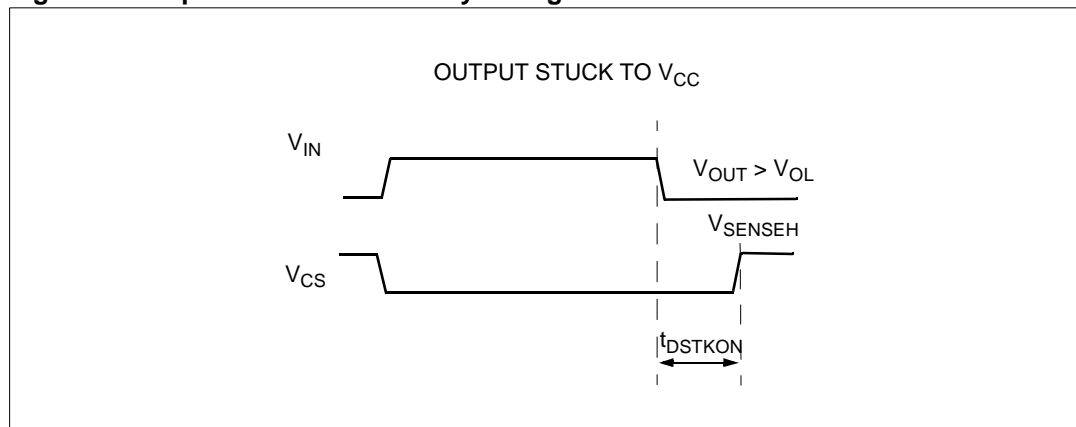 OUTPUT STUCK TO VCC
VIN
VOUT > VOL
VSENSEH
VCS
tDSTKON